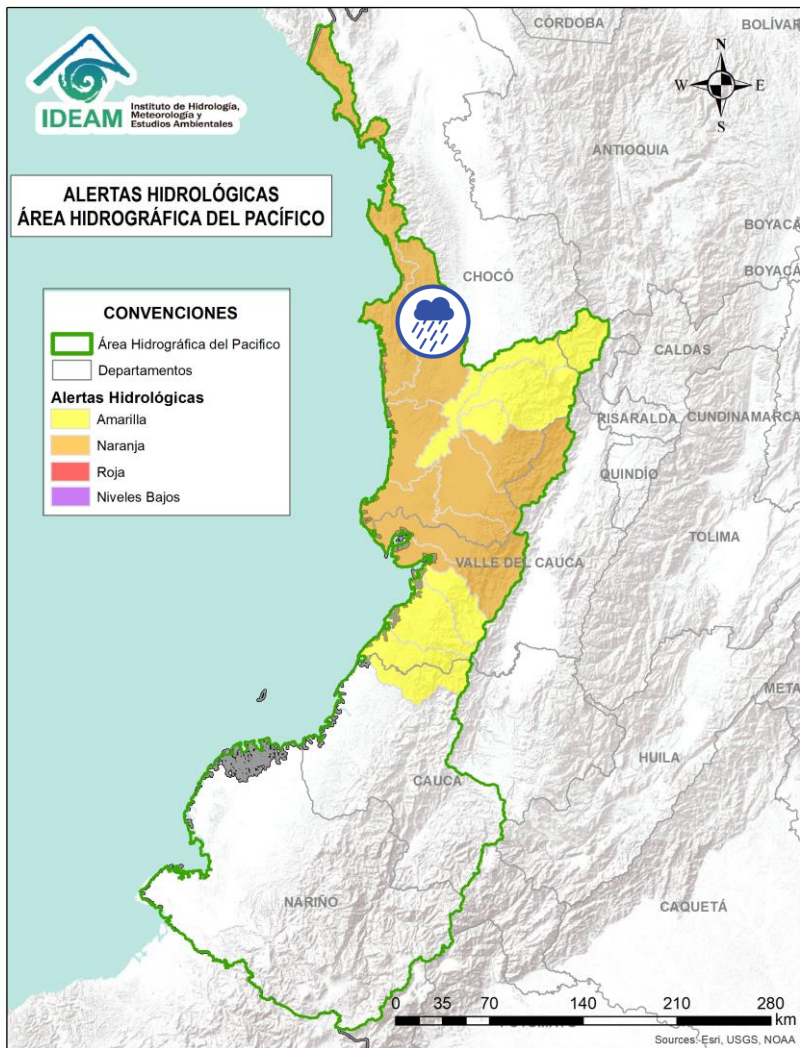 CÓRDOBA
BOLÍVAR
IDEAM
Instituto de Hidrología,
Meteorología y
Estudios Ambientales
N
W
E
S
ANTIOQUIA
ALERTAS HIDROLÓGICAS
ÁREA HIDROGRÁFICA DEL PACÍFICO
BOYACÁ
BOYACÁ
CHOCÓ
CONVENCIONES
Área Hidrográfica del Pacifico
Departamentos
Alertas Hidrológicas
Amarilla
Naranja
Roja
Niveles Bajos
CALDAS
RISARALDA
CUNDINAMARCA
QUINDÍO
TOLIMA
VALLE DEL CAUCA
META
HUILA
CAUCA
NARIÑO
CAQUETÁ
0 35 70 140 210 280
km
Sources: Esri, USGS, NOAA